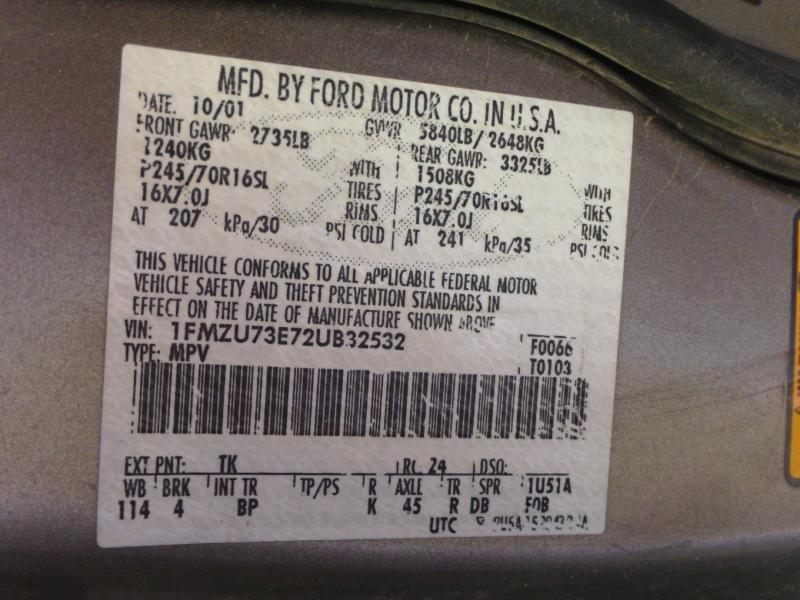 MFD. BY FORD MOTOR CO. IN U.S.A.
DATE: 10/01 GVWR: 5840LB/ 2648KG
FRONT GAWR: 2735LB REAR GAWR: 3325LB
1240KG WITH 1508KG WITH
P245/70R16SL TIRES P245/70R16SL TIRES
16X7.0J RIMS 16X7.0J RIMS
AT 207 kPa/30 PSI COLD AT 241 kPa/35 PSI COLD
THIS VEHICLE CONFORMS TO ALL APPLICABLE FEDERAL MOTOR
VEHICLE SAFETY AND THEFT PREVENTION STANDARDS IN
EFFECT ON THE DATE OF MANUFACTURE SHOWN ABOVE
VIN: 1FMZU73E72UB32532 F0066
TYPE: MPV T0103
EXT PNT: TK RC: 24 DSO:
WB BRK INT TR TP/PS R AXLE TR SPR 1U51A
114 4 BP K 45 R DB F0B
UTC